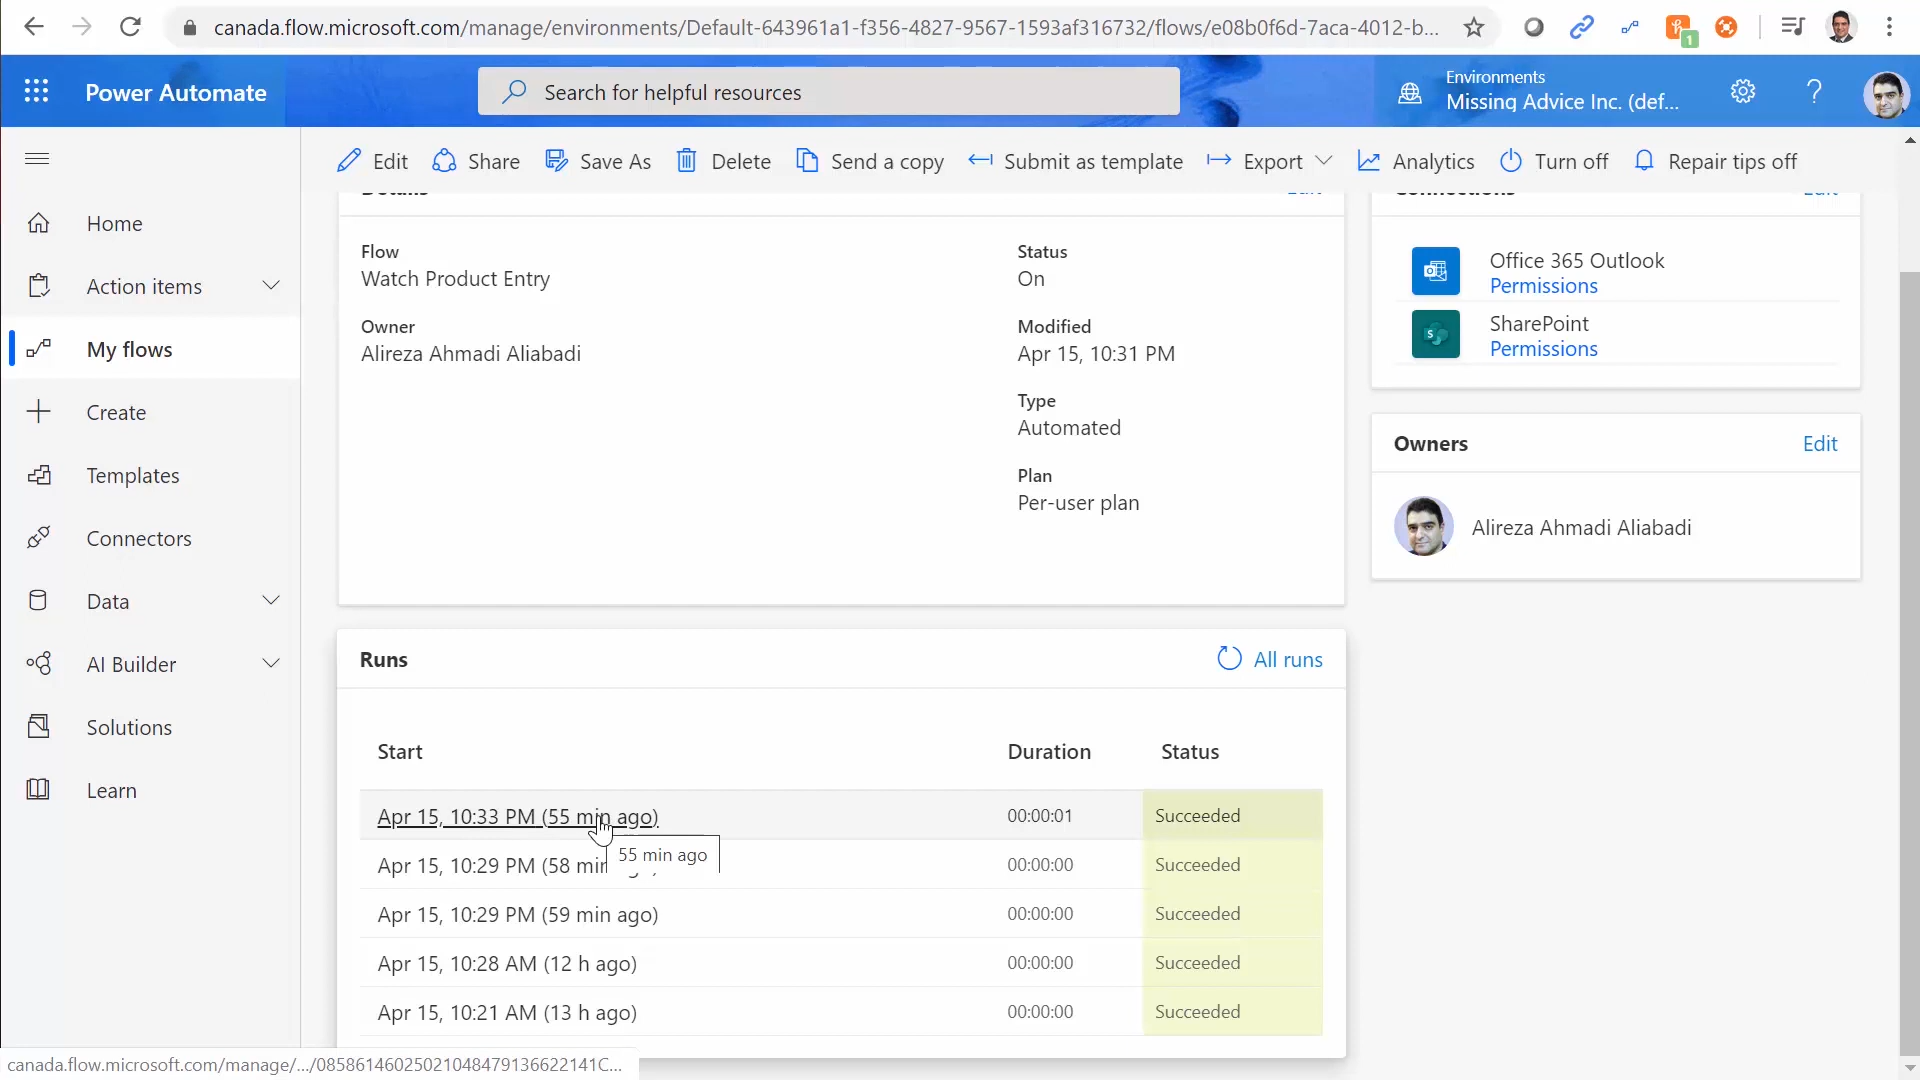 canada.flow.microsoft.com/manage/environments/Default-643961a1-f356-4827-9567-1593af316732/flows/e08b0f6d-7aca-4012-b...
1
Power Automate
Search for helpful resources
Environments
Missing Advice Inc. (def...
Edit
Share
Save As
Delete
Send a copy
Submit as template
Export
Analytics
Turn off
Repair tips off
Home
Action items
My flows
Create
Templates
Connectors
Data
AI Builder
Solutions
Learn
Details
Edit
Flow
Watch Product Entry
Owner
Alireza Ahmadi Aliabadi
Status
On
Modified
Apr 15, 10:31 PM
Type
Automated
Plan
Per-user plan
Connections
Edit
Office 365 Outlook
Permissions
SharePoint
Permissions
Owners
Edit
Alireza Ahmadi Aliabadi
Runs
All runs
Start Duration Status
Apr 15, 10:33 PM (55 min ago) 00:00:01 Succeeded
55 min ago
Apr 15, 10:29 PM (58 min 00:00:00 Succeeded
Apr 15, 10:29 PM (59 min ago) 00:00:00 Succeeded
Apr 15, 10:28 AM (12 h ago) 00:00:00 Succeeded
Apr 15, 10:21 AM (13 h ago) 00:00:00 Succeeded
canada.flow.microsoft.com/manage/.../08586146025021048479136622141C...